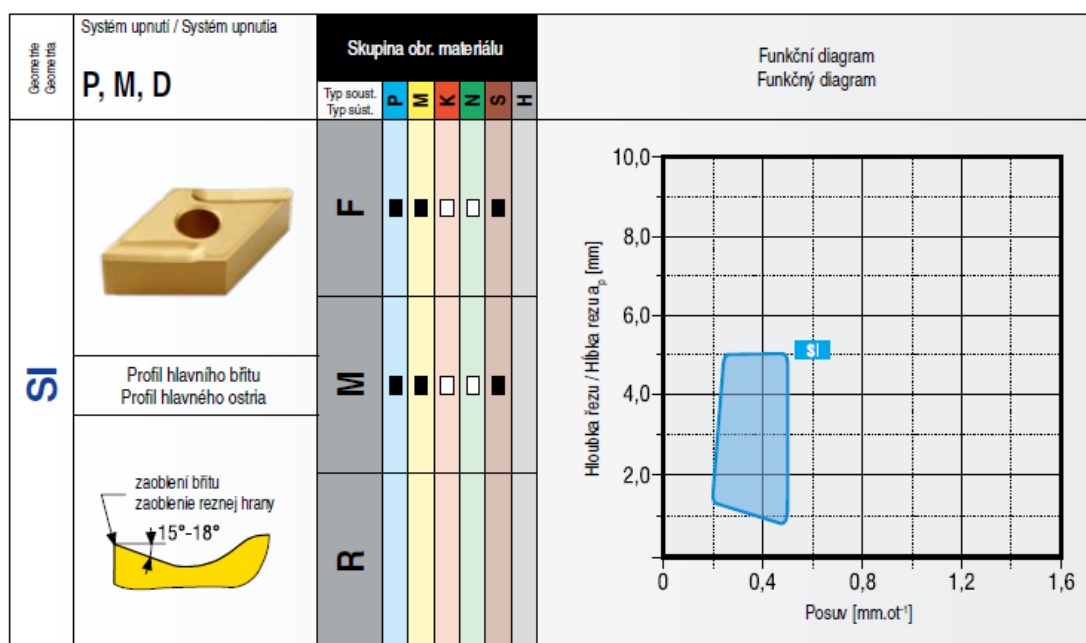 Geometrie
Geometria
Systém upnutí / Systém upnutia
P, M, D
Skupina obr. materiálu
Typ soust.
Typ súst.
P M K N S H
Funkční diagram
Funkčný diagram
SI
Profil hlavního břitu
Profil hlavného ostria
zaoblení břitu
zaoblenie reznej hrany
15°-18°
F
M
R
Hloubka řezu / Hĺbka rezu ap [mm]
10,0
8,0
6,0
4,0
2,0
SI
0 0,4 0,8 1,2 1,6
Posuv [mm.ot⁻¹]